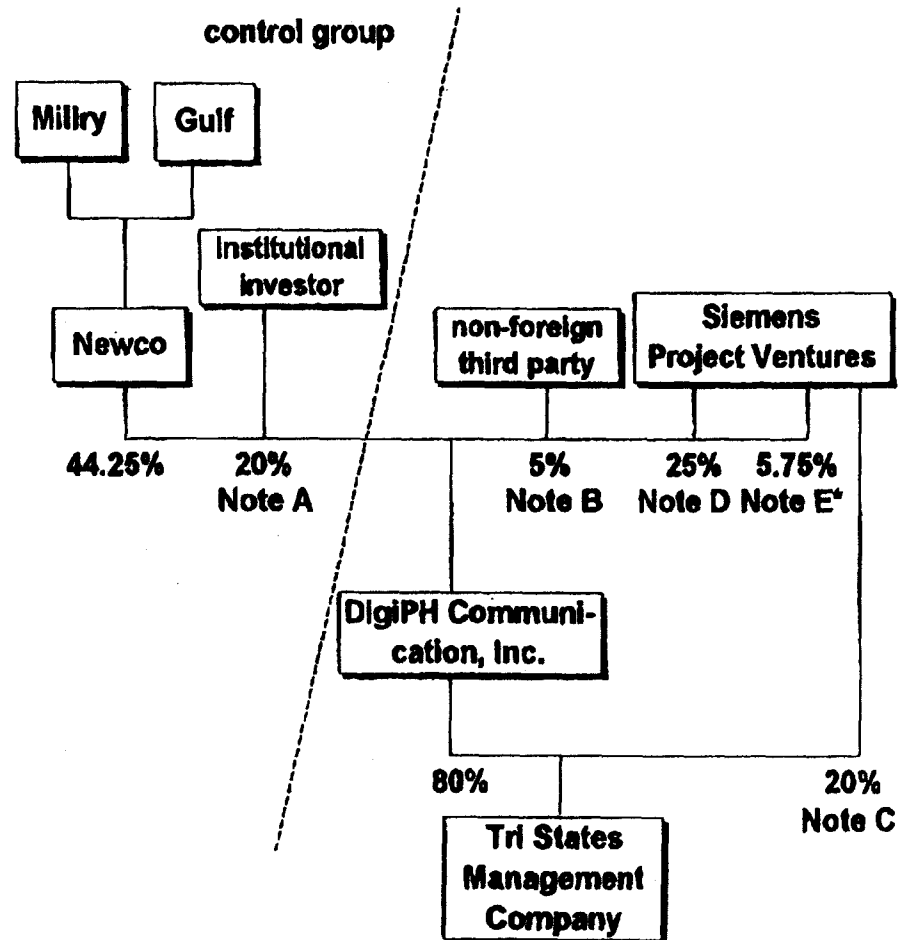 control group
Millry
Gulf
institutional
investor
Newco
non-foreign
third party
Siemens
Project Ventures
44.25%
20%
Note A
5%
Note B
25%
Note D
5.75%
Note E*
DigiPH Communi-
cation, Inc.
80%
20%
Note C
Tri States
Management
Company